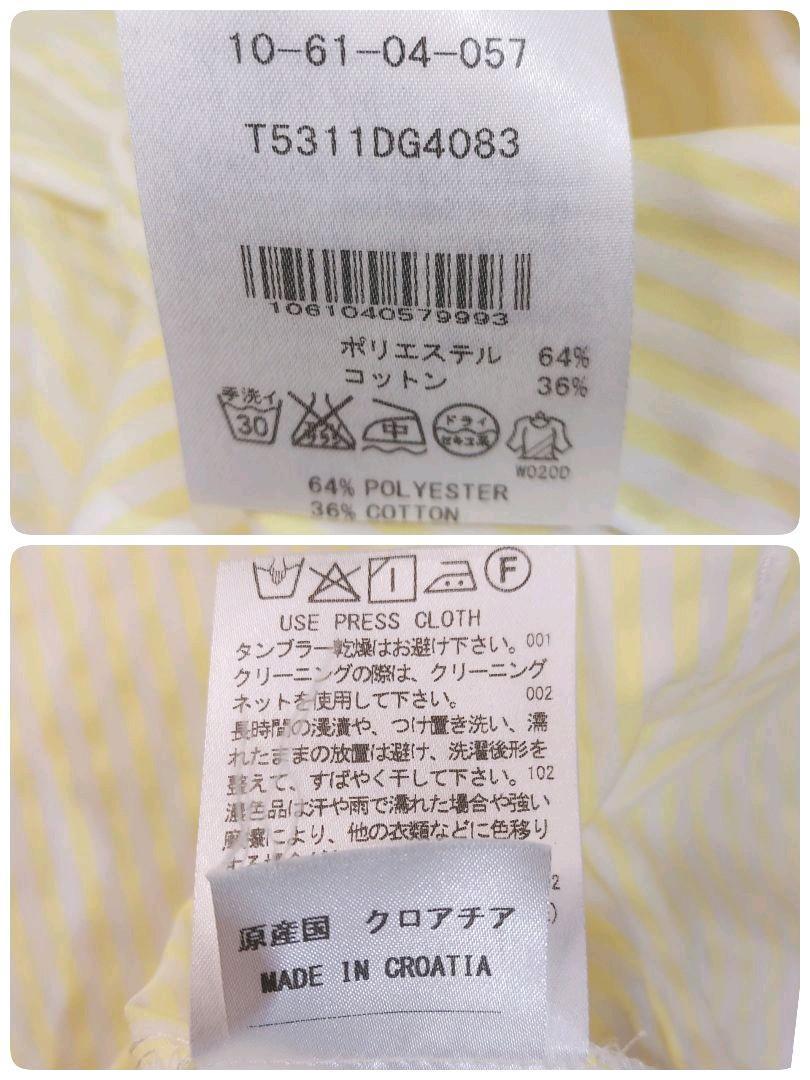 10-61-04-057
T5311DG4083
1061040579993
ポリエステル 64%
コットン 36%
手洗イ
30
中
ドライ
セキユ系
W020D
64% POLYESTER
36% COTTON
F
USE PRESS CLOTH
タンブラー乾燥はお避け下さい。001
クリーニングの際は、クリーニング
ネットを使用して下さい。 002
長時間の浸漬や、つけ置き洗い、濡
れたままの放置は避け、洗濯後形を
整えて、すばやく干して下さい。102
濃色品は汗や雨で濡れた場合や強い
摩擦により、他の衣類などに色移り
2
)
原産国 クロアチア
MADE IN CROATIA